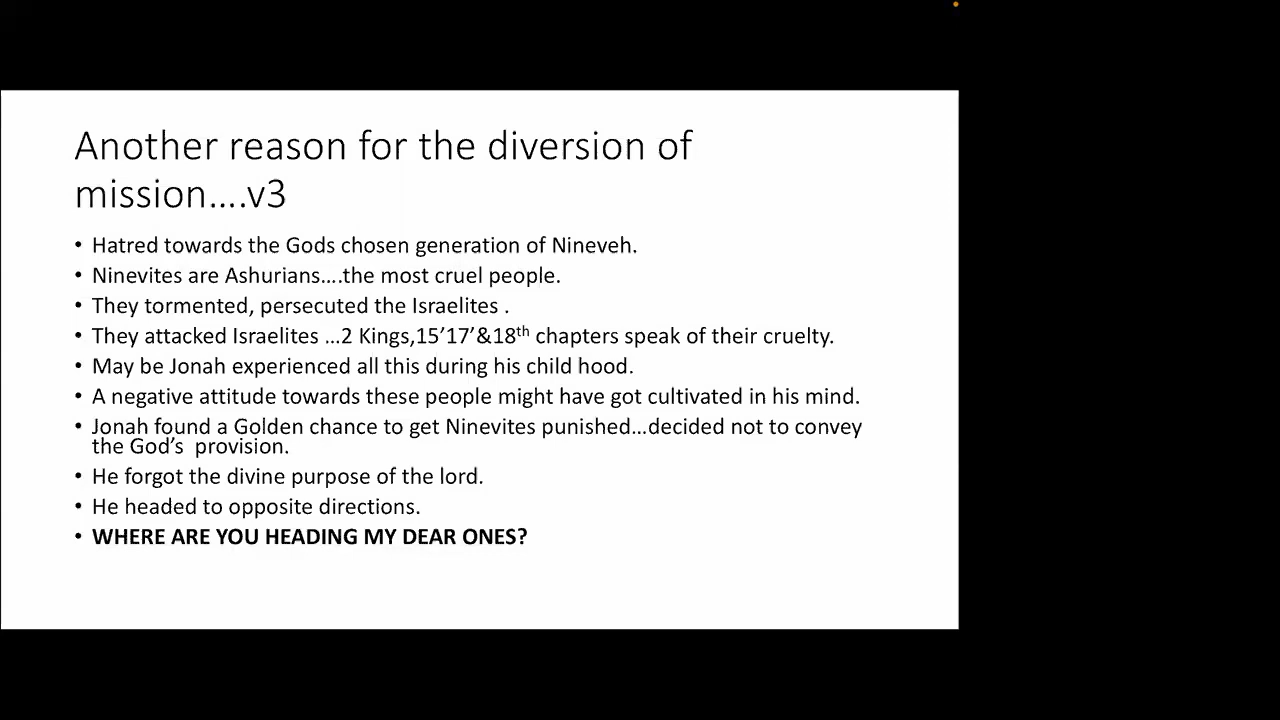 Another reason for the diversion of
mission….v3
• Hatred towards the Gods chosen generation of Nineveh.
• Ninevites are Ashurians….the most cruel people.
• They tormented, persecuted the Israelites .
• They attacked Israelites …2 Kings,15’17’&18th chapters speak of their cruelty.
• May be Jonah experienced all this during his child hood.
• A negative attitude towards these people might have got cultivated in his mind.
• Jonah found a Golden chance to get Ninevites punished…decided not to convey
the God’s  provision.
• He forgot the divine purpose of the lord.
• He headed to opposite directions.
• WHERE ARE YOU HEADING MY DEAR ONES?